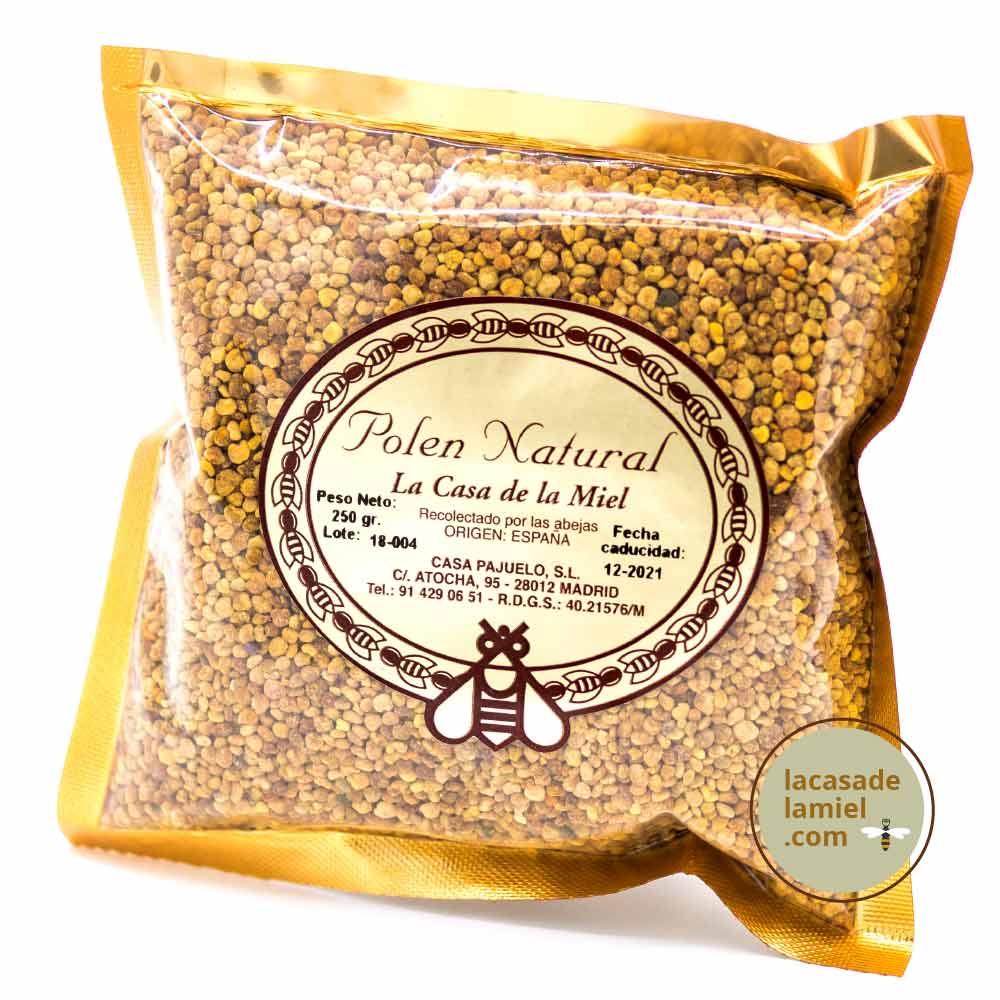 Polen Natural
La Casa de la Miel
Peso Neto:
250 gr.
Lote: 18-004
Recolectado por las abejas
ORIGEN: ESPAÑA
Fecha
caducidad:
12-2021
CASA PAJUELO, S.L.
C/. ATOCHA, 95 - 28012 MADRID
Tel.: 91 429 06 51 - R.D.G.S.: 40.21576/M
lacasade
lamiel
.com